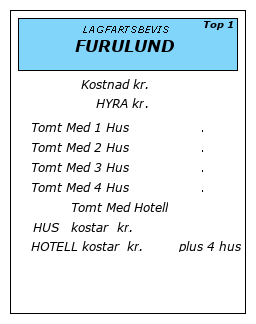 Top 1
LAGFARTSBEVIS
FURULUND
Kostnad kr.
HYRA kr.
Tomt Med 1 Hus .
Tomt Med 2 Hus .
Tomt Med 3 Hus .
Tomt Med 4 Hus .
Tomt Med Hotell
HUS kostar kr.
HOTELL kostar kr. plus 4 hus